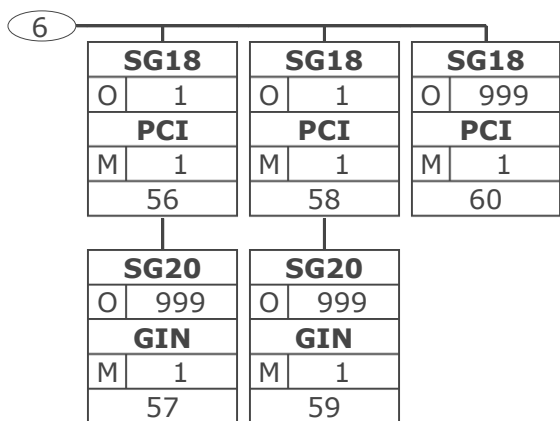 6
SG18 SG18 SG18
O 1 O 1 O 999
PCI PCI PCI
M 1 M 1 M 1
56 58 60
SG20 SG20
O 999 O 999
GIN GIN
M 1 M 1
57 59